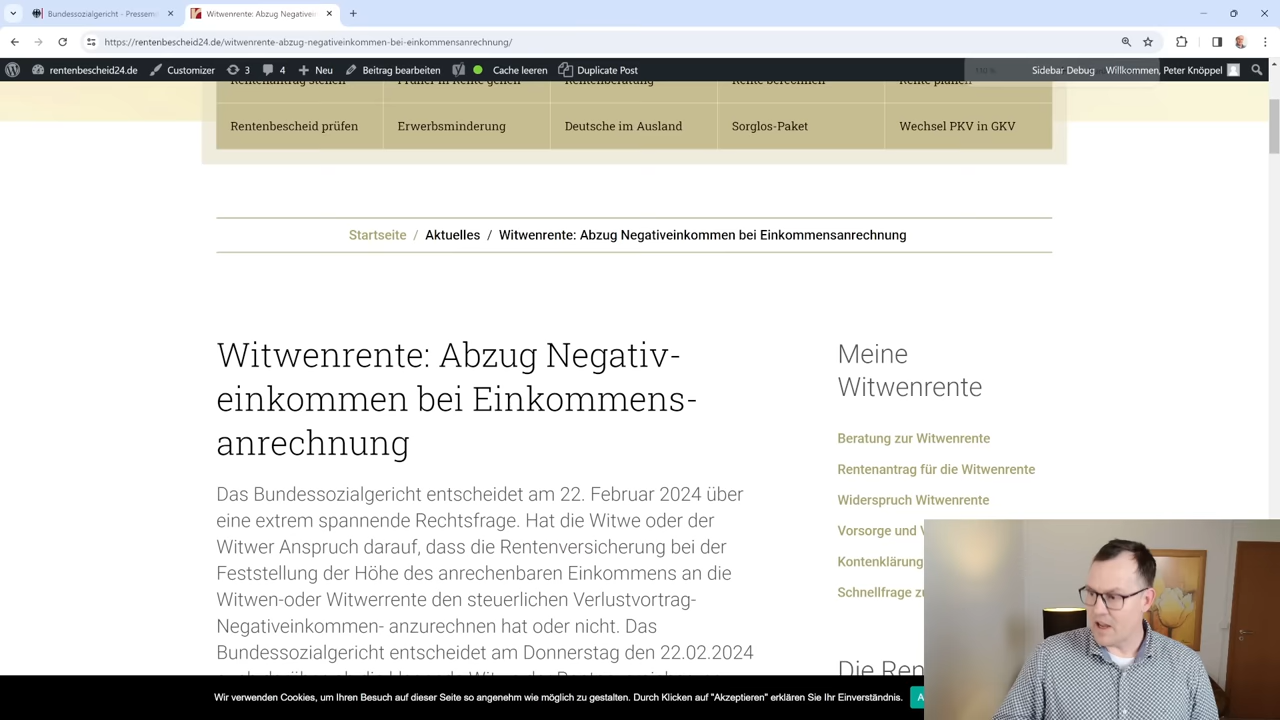 Bundessozialgericht - Pressem
Witwenrente: Abzug Negativen
https://rentenbescheid24.de/witwenrente-abzug-negativeinkommen-bei-einkommensanrechnung/
rentenbescheid24.de Customizer 3 4 Neu Beitrag bearbeiten Cache leeren Duplicate Post Sidebar Debug Willkommen, Peter Knöppel
Rentenantrag stellen Früher in Rente gehen Rentenberatung Rente berechnen Rente planen
Rentenbescheid prüfen Erwerbsminderung Deutsche im Ausland Sorglos-Paket Wechsel PKV in GKV
Startseite / Aktuelles / Witwenrente: Abzug Negativeinkommen bei Einkommensanrechnung
Witwenrente: Abzug Negativ-
einkommen bei Einkommens-
anrechnung
Das Bundessozialgericht entscheidet am 22. Februar 2024 über
eine extrem spannende Rechtsfrage. Hat die Witwe oder der
Witwer Anspruch darauf, dass die Rentenversicherung bei der
Feststellung der Höhe des anrechenbaren Einkommens an die
Witwen-oder Witwerrente den steuerlichen Verlustvortrag-
Negativeinkommen- anzurechnen hat oder nicht. Das
Bundessozialgericht entscheidet am Donnerstag den 22.02.2024
Meine
Witwenrente
Beratung zur Witwenrente
Rentenantrag für die Witwenrente
Widerspruch Witwenrente
Vorsorge und
Kontenklärung
Schnellfrage
Die Ren
Wir verwenden Cookies, um Ihren Besuch auf dieser Seite so angenehm wie möglich zu gestalten. Durch Klicken auf "Akzeptieren" erklären Sie Ihr Einverständnis.